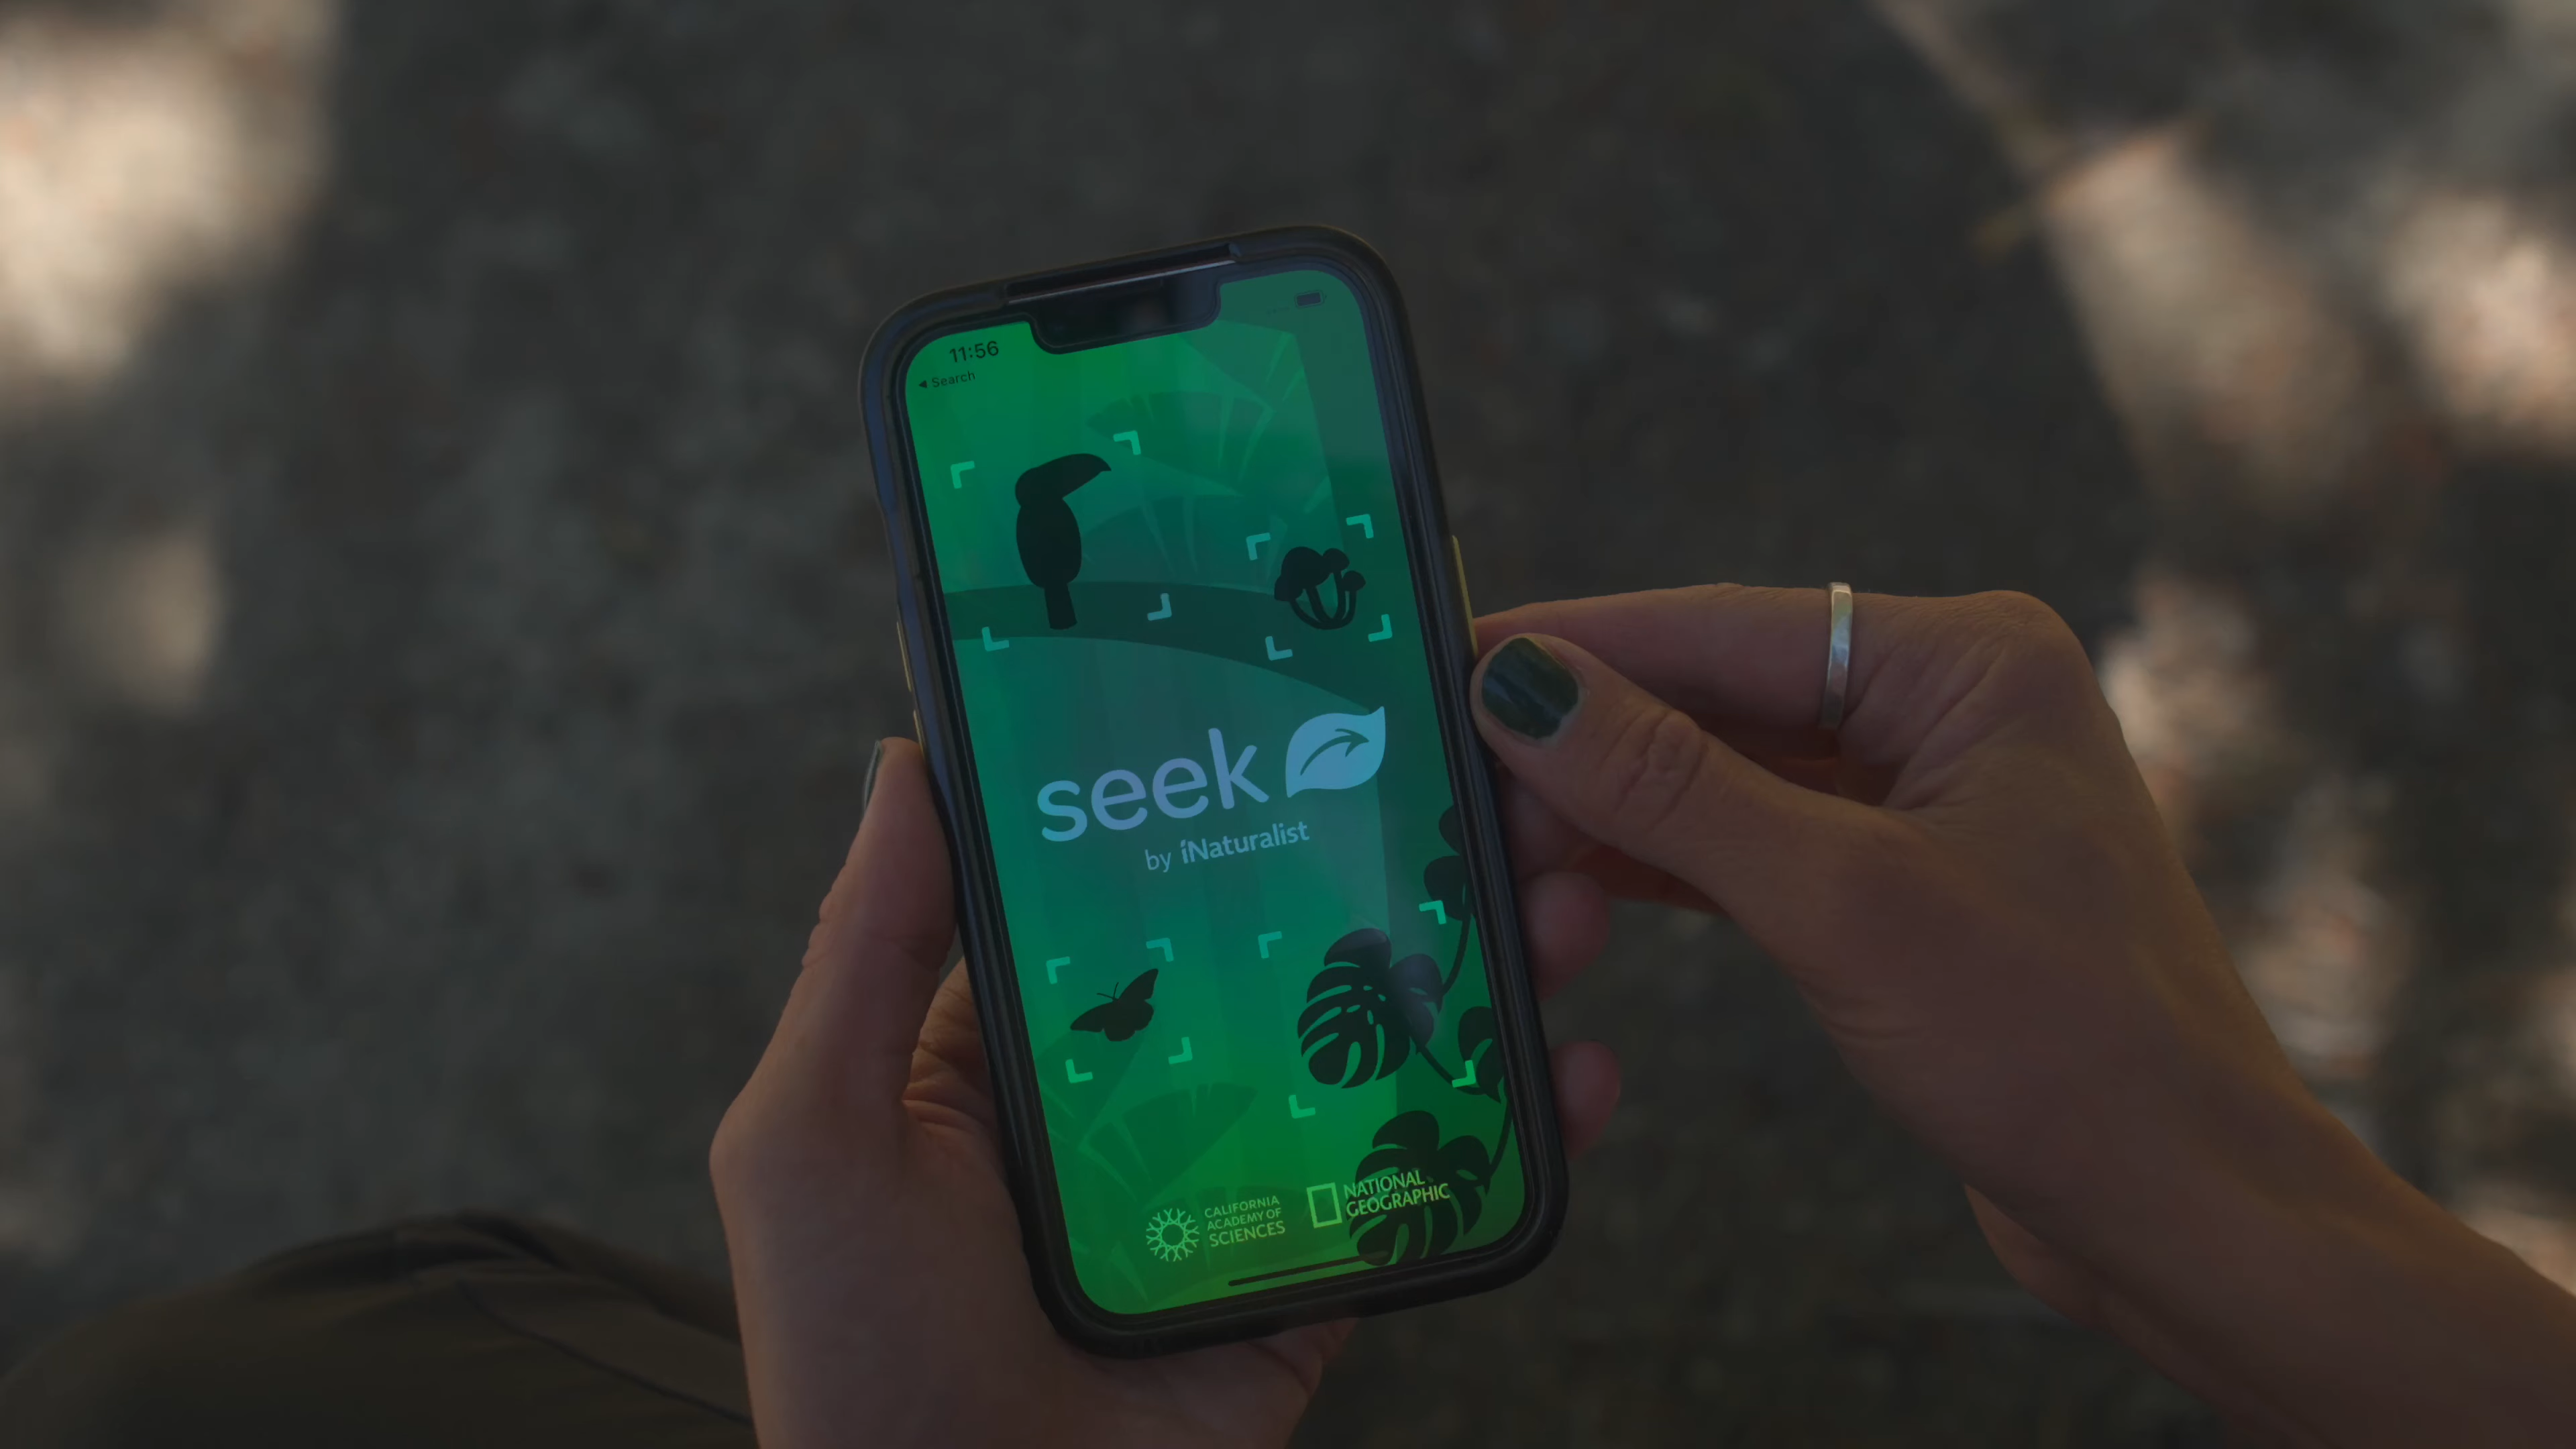 11:56
◀ Search
seek
by iNaturalist
CALIFORNIA
ACADEMY OF
SCIENCES
NATIONAL
GEOGRAPHIC